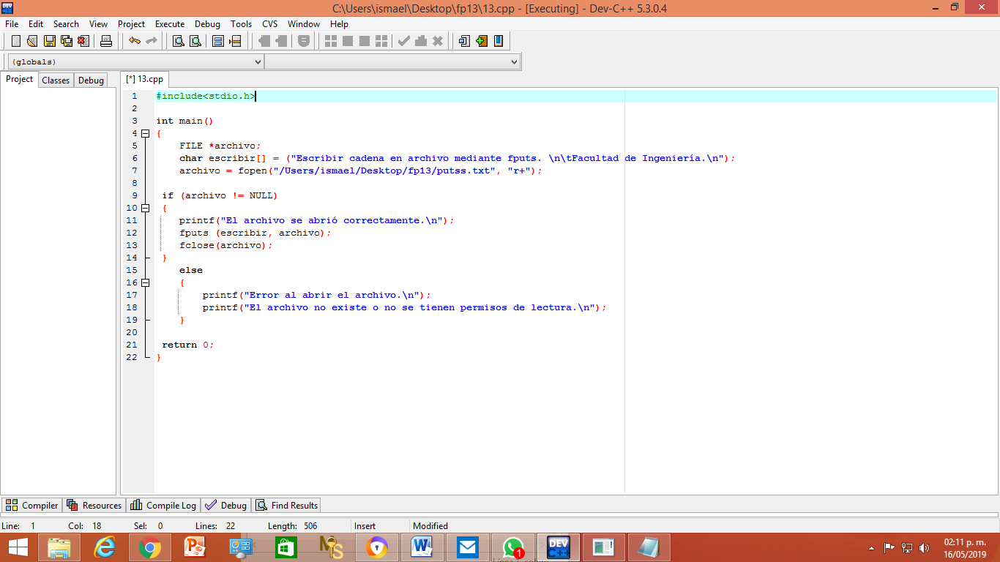 C:\Users\ismael\Desktop\fp13\13.cpp - [Executing] - Dev-C++ 5.3.0.4
File Edit Search View Project Execute Debug Tools CVS Window Help
(globals)
Project Classes Debug [*] 13.cpp
1 #include<stdio.h>
2
3 int main()
4 {
5 FILE *archivo;
6 char escribir[] = ("Escribir cadena en archivo mediante fputs. \n\tFacultad de Ingeniería.\n");
7 archivo = fopen("/Users/ismael/Desktop/fp13/putss.txt", "r+");
8
9 if (archivo != NULL)
10 {
11 printf("El archivo se abrió correctamente.\n");
12 fputs (escribir, archivo);
13 fclose(archivo);
14 }
15 else
16 {
17 printf("Error al abrir el archivo.\n");
18 printf("El archivo no existe o no se tienen permisos de lectura.\n");
19 }
20
21 return 0;
22 }
Compiler Resources Compile Log Debug Find Results
Line: 1 Col: 18 Sel: 0 Lines: 22 Length: 506 Insert Modified
DEV C++
1
02:11 p. m.
16/05/2019